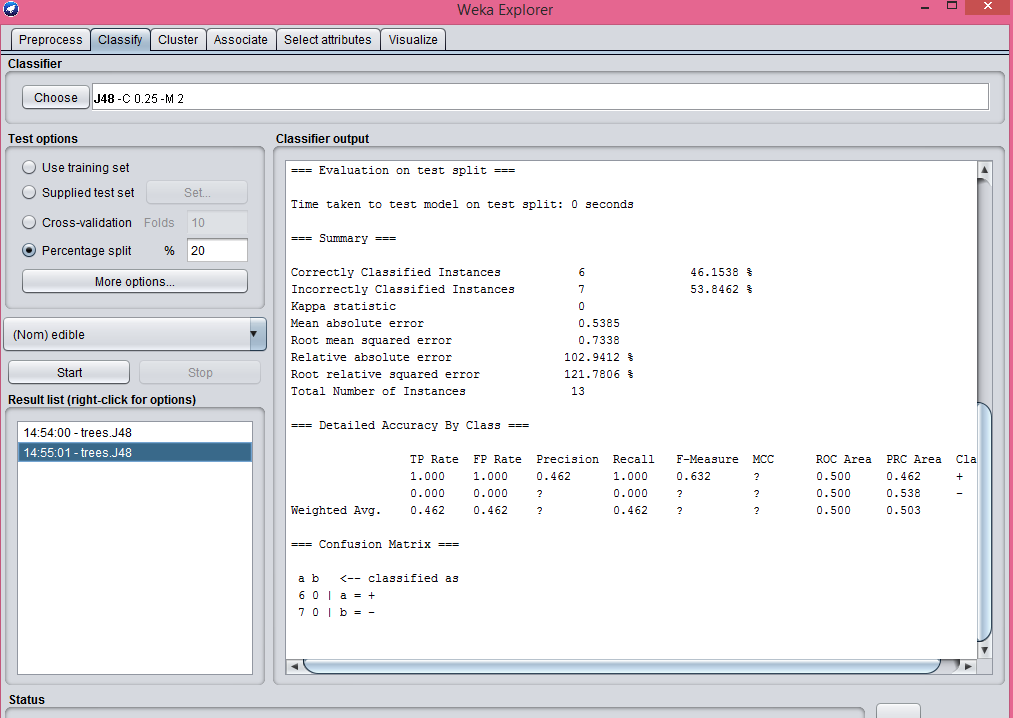 Weka Explorer
Preprocess Classify Cluster Associate Select attributes Visualize
Classifier
Choose J48 -C 0.25 -M 2
Test options
Use training set
Supplied test set Set...
Cross-validation Folds 10
Percentage split % 20
More options...
(Nom) edible
Start Stop
Result list (right-click for options)
14:54:00 - trees.J48
14:55:01 - trees.J48
Classifier output
=== Evaluation on test split ===
Time taken to test model on test split: 0 seconds
=== Summary ===
Correctly Classified Instances 6 46.1538 %
Incorrectly Classified Instances 7 53.8462 %
Kappa statistic 0
Mean absolute error 0.5385
Root mean squared error 0.7338
Relative absolute error 102.9412 %
Root relative squared error 121.7806 %
Total Number of Instances 13
=== Detailed Accuracy By Class ===
TP Rate FP Rate Precision Recall F-Measure MCC ROC Area PRC Area Cla
1.000 1.000 0.462 1.000 0.632 ? 0.500 0.462 +
0.000 0.000 ? 0.000 ? ? 0.500 0.538 -
Weighted Avg. 0.462 0.462 ? 0.462 ? ? 0.500 0.503
=== Confusion Matrix ===
a b <-- classified as
6 0 | a = +
7 0 | b = -
Status